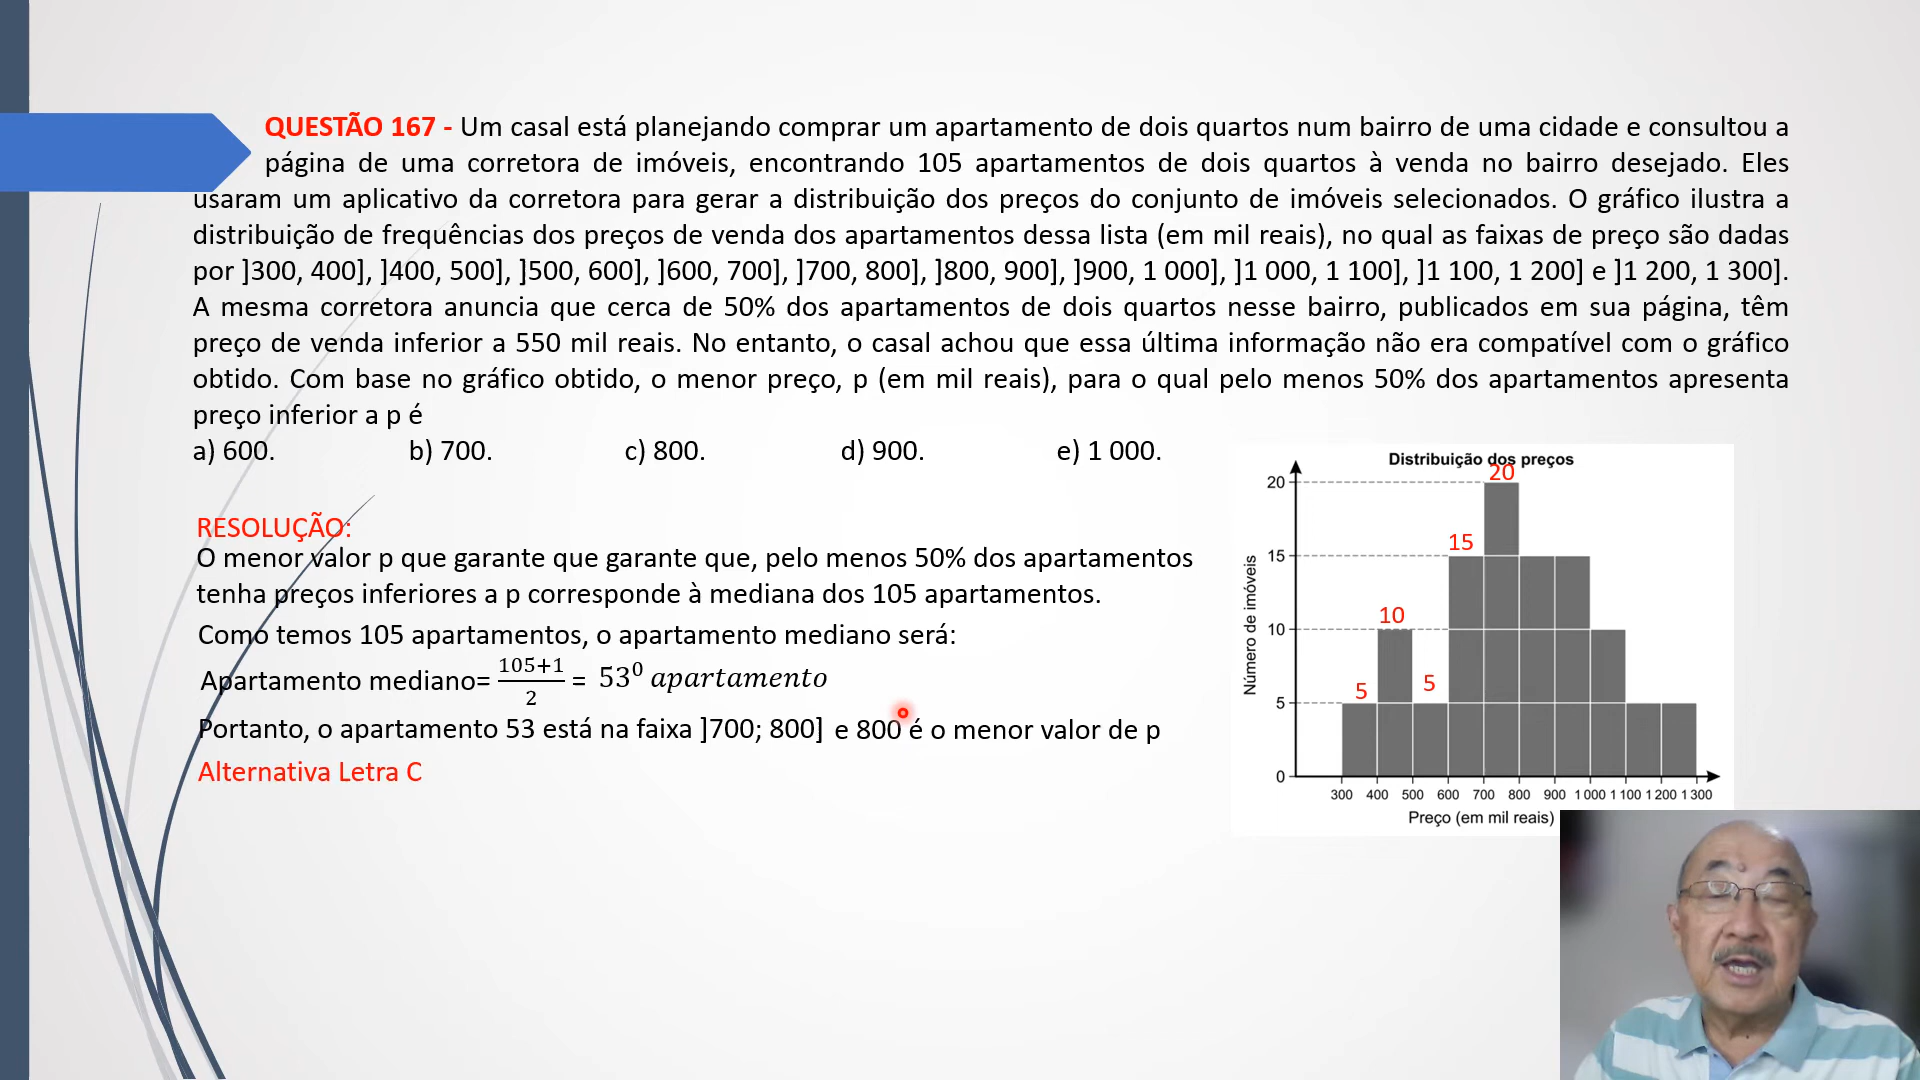 QUESTÃO 167 - Um casal está planejando comprar um apartamento de dois quartos num bairro de uma cidade e consultou a
página de uma corretora de imóveis, encontrando 105 apartamentos de dois quartos à venda no bairro desejado. Eles
usaram um aplicativo da corretora para gerar a distribuição dos preços do conjunto de imóveis selecionados. O gráfico ilustra a
distribuição de frequências dos preços de venda dos apartamentos dessa lista (em mil reais), no qual as faixas de preço são dadas
por ]300, 400], ]400, 500], ]500, 600], ]600, 700], ]700, 800], ]800, 900], ]900, 1 000], ]1 000, 1 100], ]1 100, 1 200] e ]1 200, 1 300].
A mesma corretora anuncia que cerca de 50% dos apartamentos de dois quartos nesse bairro, publicados em sua página, têm
preço de venda inferior a 550 mil reais. No entanto, o casal achou que essa última informação não era compatível com o gráfico
obtido. Com base no gráfico obtido, o menor preço, p (em mil reais), para o qual pelo menos 50% dos apartamentos apresenta
preço inferior a p é
a) 600. b) 700. c) 800. d) 900. e) 1 000.
RESOLUÇÃO:
O menor valor p que garante que garante que, pelo menos 50% dos apartamentos
tenha preços inferiores a p corresponde à mediana dos 105 apartamentos.
Como temos 105 apartamentos, o apartamento mediano será:
Apartamento mediano= \frac{105+1}{2} = 53⁰ apartamento
Portanto, o apartamento 53 está na faixa ]700; 800] e 800 é o menor valor de p
Alternativa Letra C
Distribuição dos preços
20
20
15
15
10
10
5
5
5
0
Número de imóveis
300 400 500 600 700 800 900 1 000 1 100 1 200 1 300
Preço (em mil reais)